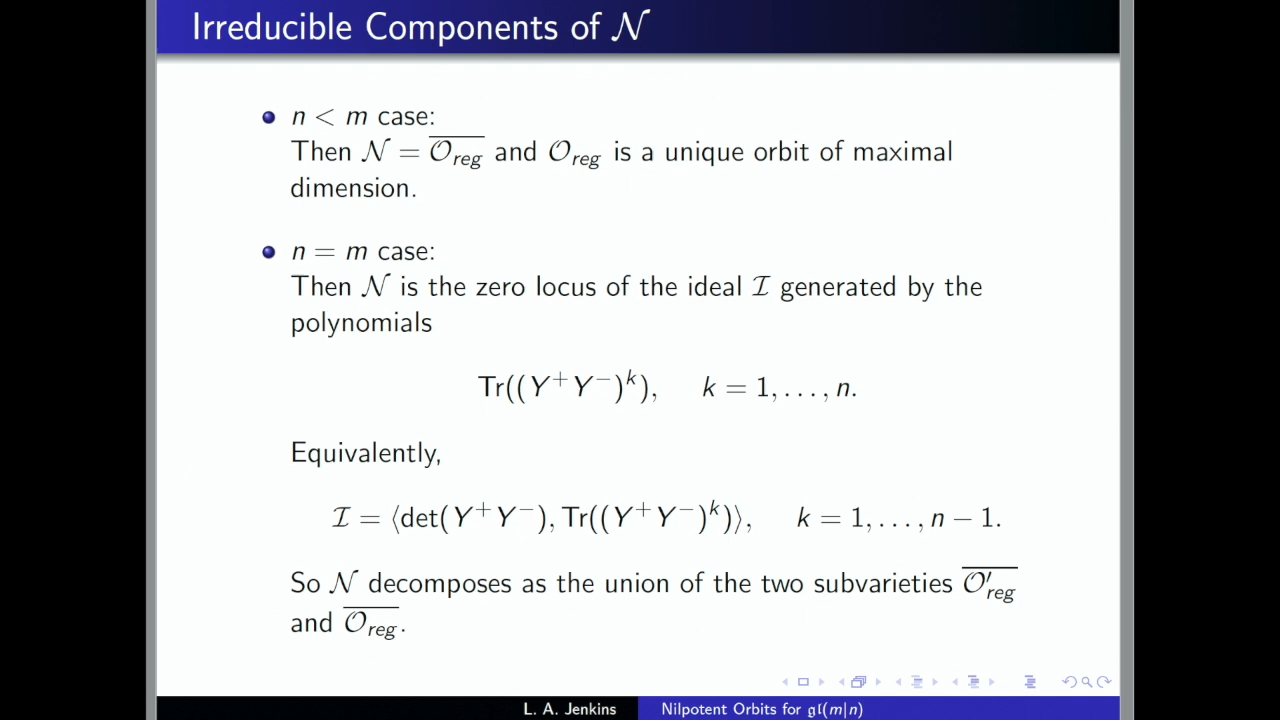 Irreducible Components of 𝒩
n < m case:
Then 𝒩 = \overline{𝒪_{reg}} and 𝒪_{reg} is a unique orbit of maximal
dimension.
n = m case:
Then 𝒩 is the zero locus of the ideal ℐ generated by the
polynomials
Tr((Y⁺Y⁻)^k), k = 1, . . . , n.
Equivalently,
ℐ = ⟨det(Y⁺Y⁻), Tr((Y⁺Y⁻)^k)⟩, k = 1, . . . , n − 1.
So 𝒩 decomposes as the union of the two subvarieties \overline{𝒪′_{reg}}
and \overline{𝒪_{reg}}.
L. A. Jenkins Nilpotent Orbits for 𝔤𝔩(m|n)